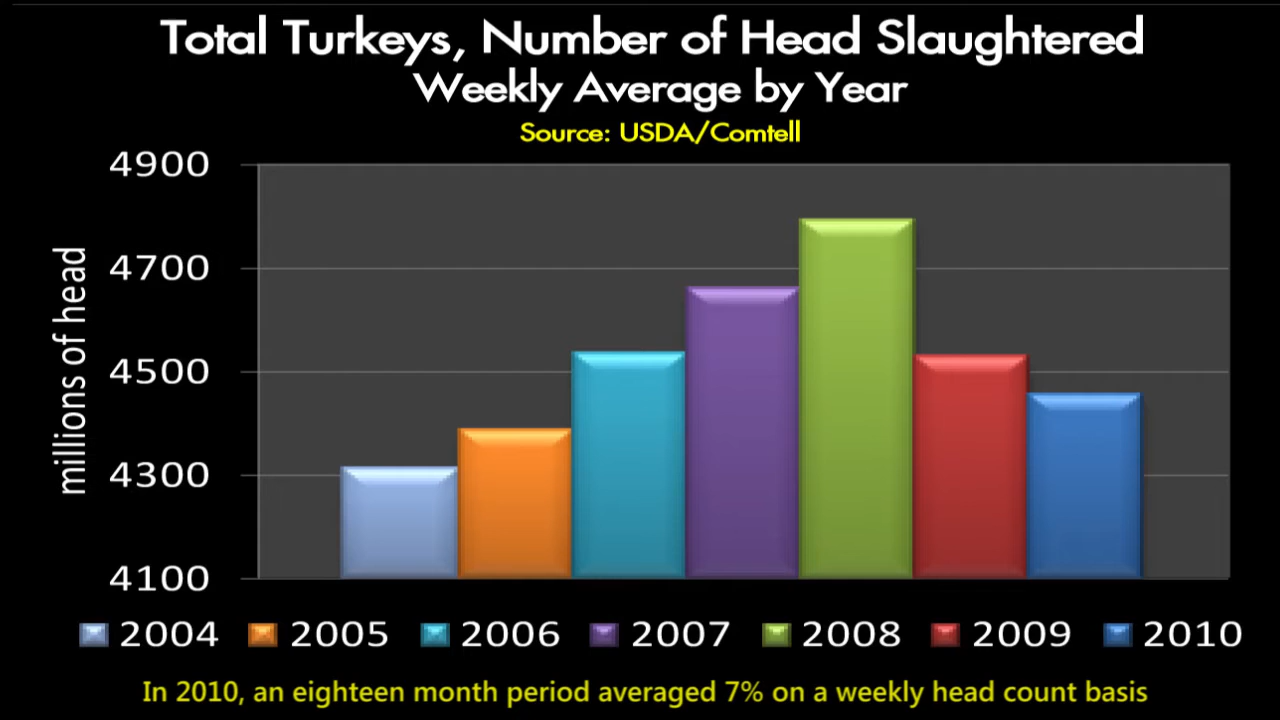 Total Turkeys, Number of Head Slaughtered
Weekly Average by Year
Source: USDA/Comtell
4900
4700
4500
4300
4100
millions of head
2004 2005 2006 2007 2008 2009 2010
In 2010, an eighteen month period averaged 7% on a weekly head count basis